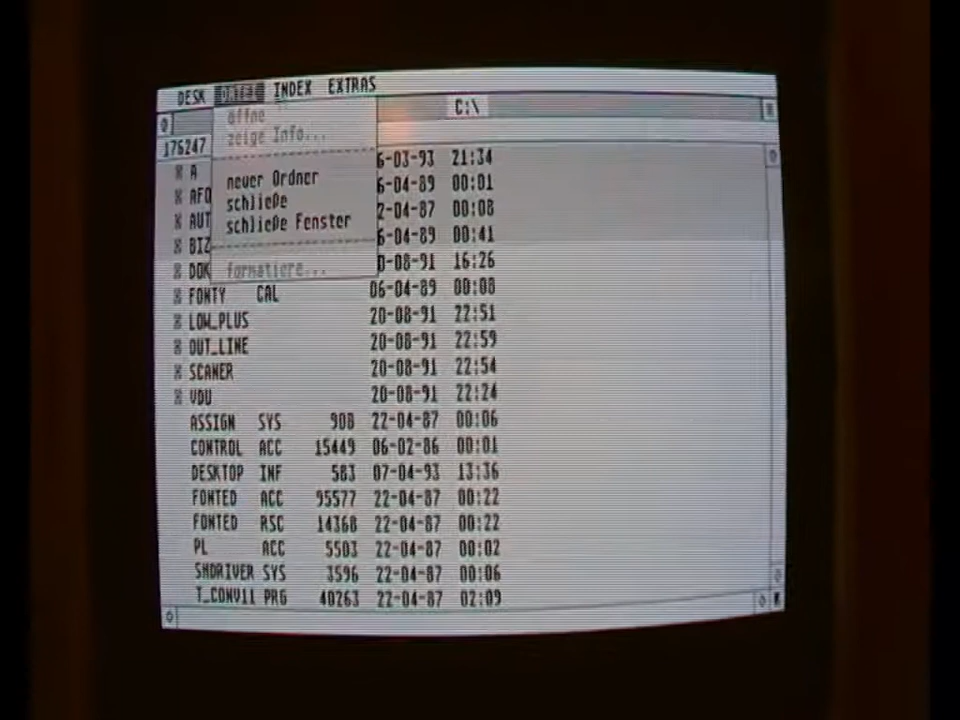 DESK DATEI INDEX EXTRAS
C:\
öffne
zeige Info...
176247
neuer Ordner
schließe
schließe Fenster
formatiere...
A 6-03-93 21:34
AFO 6-04-89 00:01
AUT 2-04-87 00:08
BIZ 6-04-89 00:41
DOK 0-08-91 16:26
FONTY CAL 06-04-89 00:08
LOW_PLUS 20-08-91 22:51
OUT_LINE 20-08-91 22:59
SCANER 20-08-91 22:54
VDU 20-08-91 22:24
ASSIGN SYS 908 22-04-87 00:06
CONTROL ACC 15449 06-02-86 00:01
DESKTOP INF 583 07-04-93 13:36
FONTED ACC 95577 22-04-87 00:22
FONTED RSC 14368 22-04-87 00:22
PL ACC 5503 22-04-87 00:02
SHDRIVER SYS 3596 22-04-87 00:06
T_CONV11 PRG 40263 22-04-87 02:09